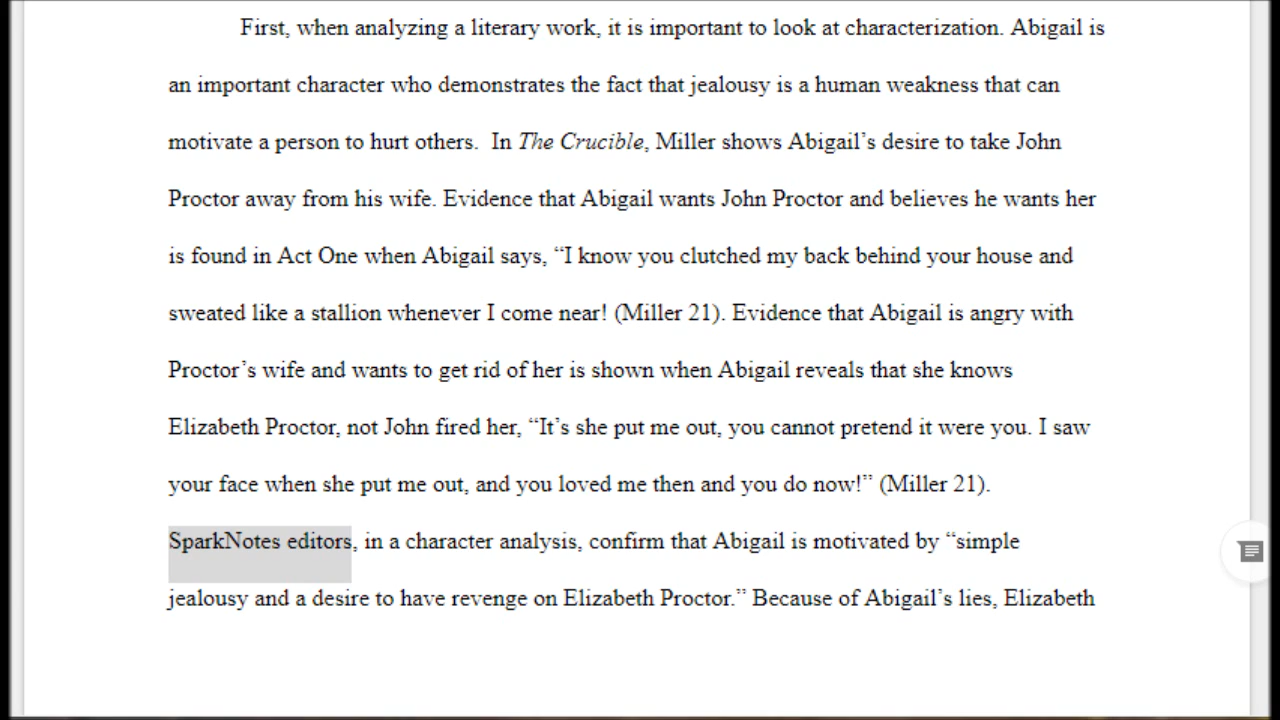 First, when analyzing a literary work, it is important to look at characterization. Abigail is
an important character who demonstrates the fact that jealousy is a human weakness that can
motivate a person to hurt others.  In The Crucible, Miller shows Abigail’s desire to take John
Proctor away from his wife. Evidence that Abigail wants John Proctor and believes he wants her
is found in Act One when Abigail says, “I know you clutched my back behind your house and
sweated like a stallion whenever I come near! (Miller 21). Evidence that Abigail is angry with
Proctor’s wife and wants to get rid of her is shown when Abigail reveals that she knows
Elizabeth Proctor, not John fired her, “It’s she put me out, you cannot pretend it were you. I saw
your face when she put me out, and you loved me then and you do now!” (Miller 21).
SparkNotes editors, in a character analysis, confirm that Abigail is motivated by “simple
jealousy and a desire to have revenge on Elizabeth Proctor.” Because of Abigail’s lies, Elizabeth